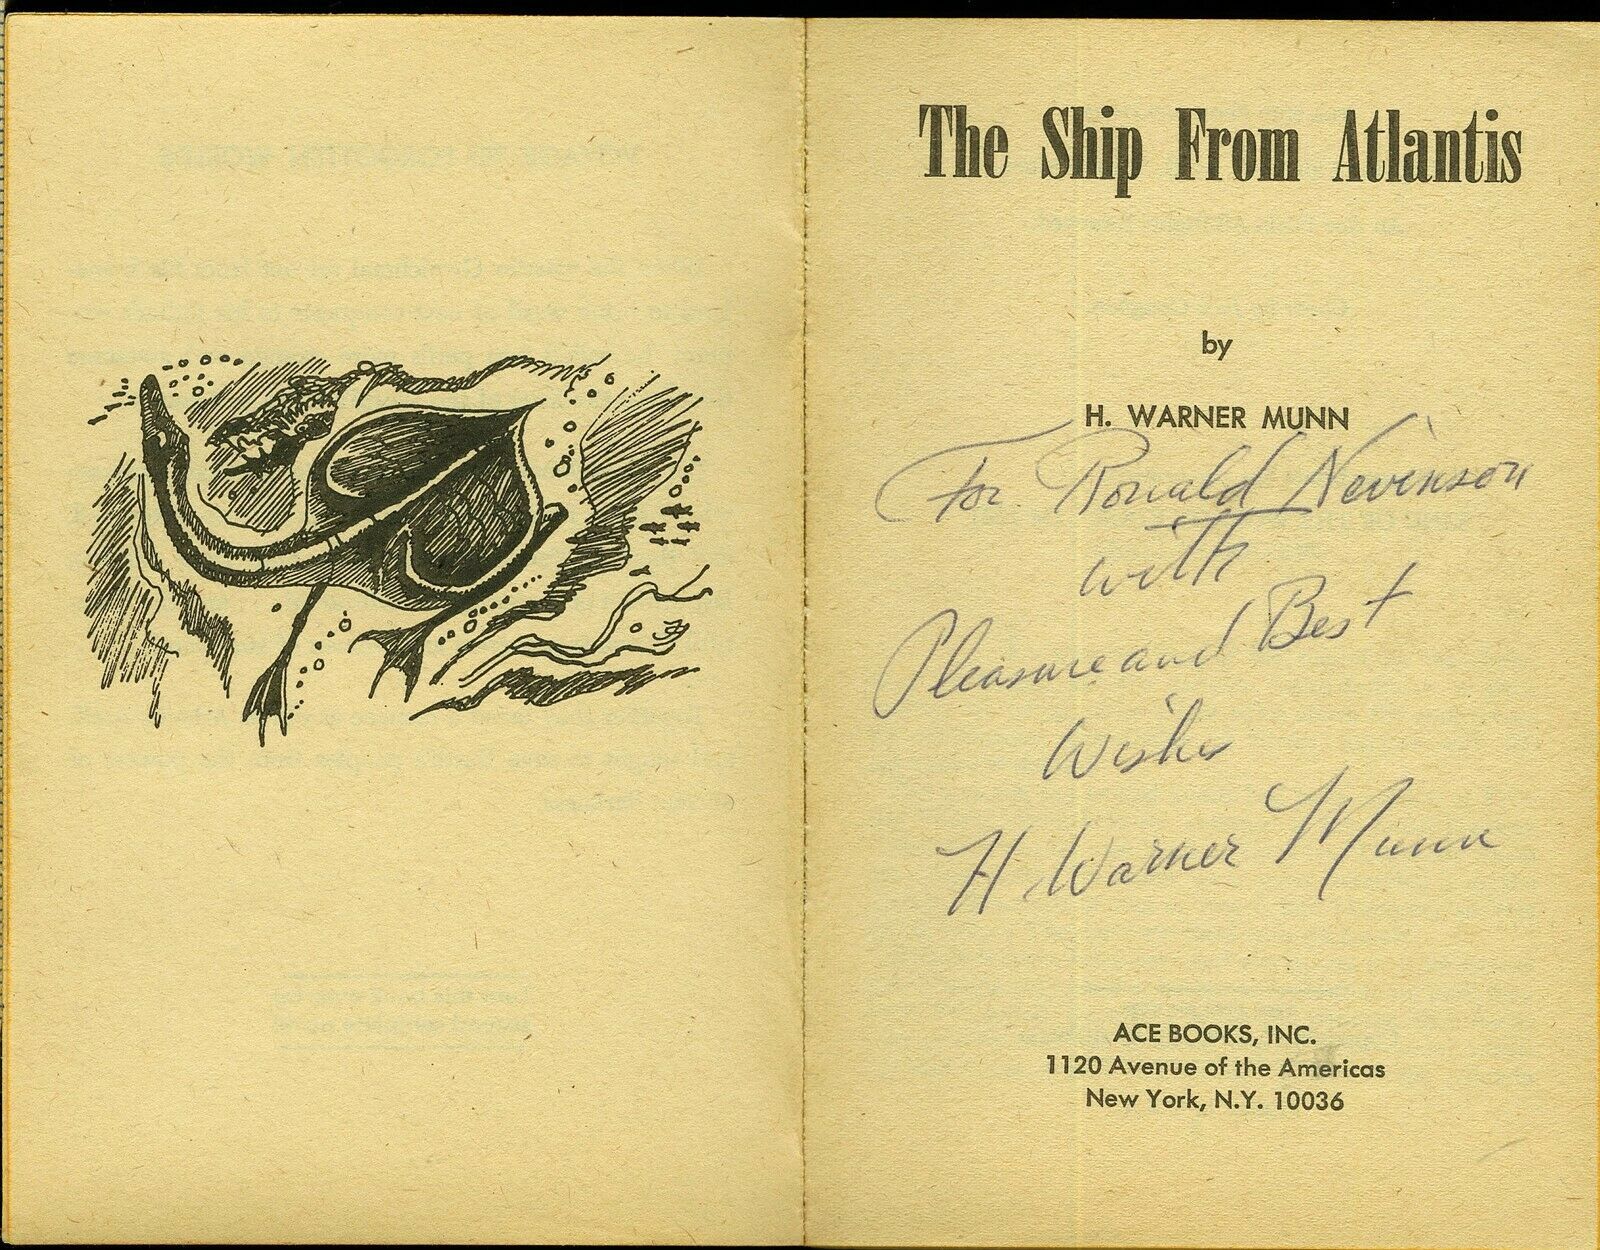 The Ship From Atlantis
by
H. WARNER MUNN
For Ronald Nevinson
with
Pleasure and Best
Wishes
H Warner Munn
ACE BOOKS, INC.
1120 Avenue of the Americas
New York, N.Y. 10036